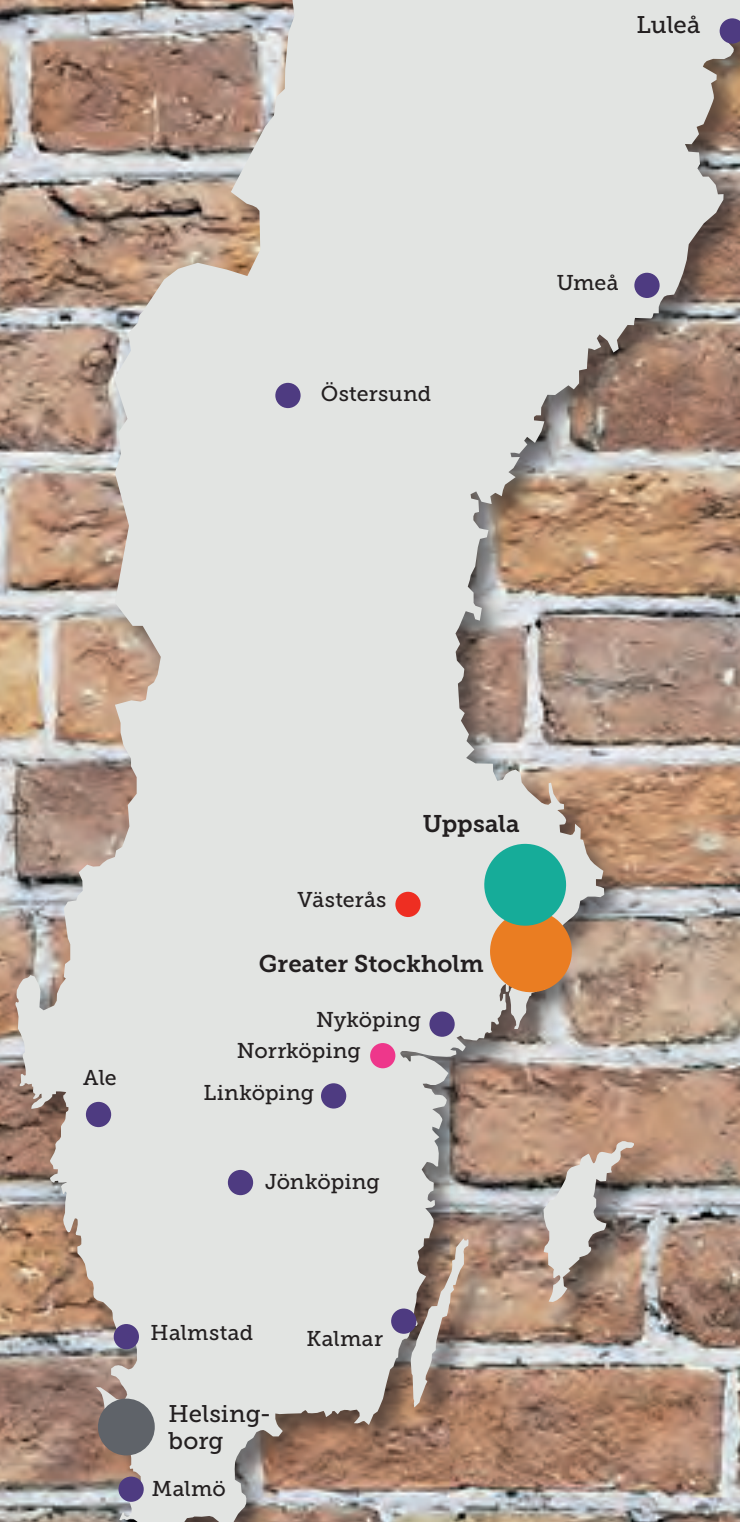 Luleå
Umeå
Östersund
Uppsala
Västerås
Greater Stockholm
Nyköping
Norrköping
Ale
Linköping
Jönköping
Halmstad
Kalmar
Helsing-
borg
Malmö